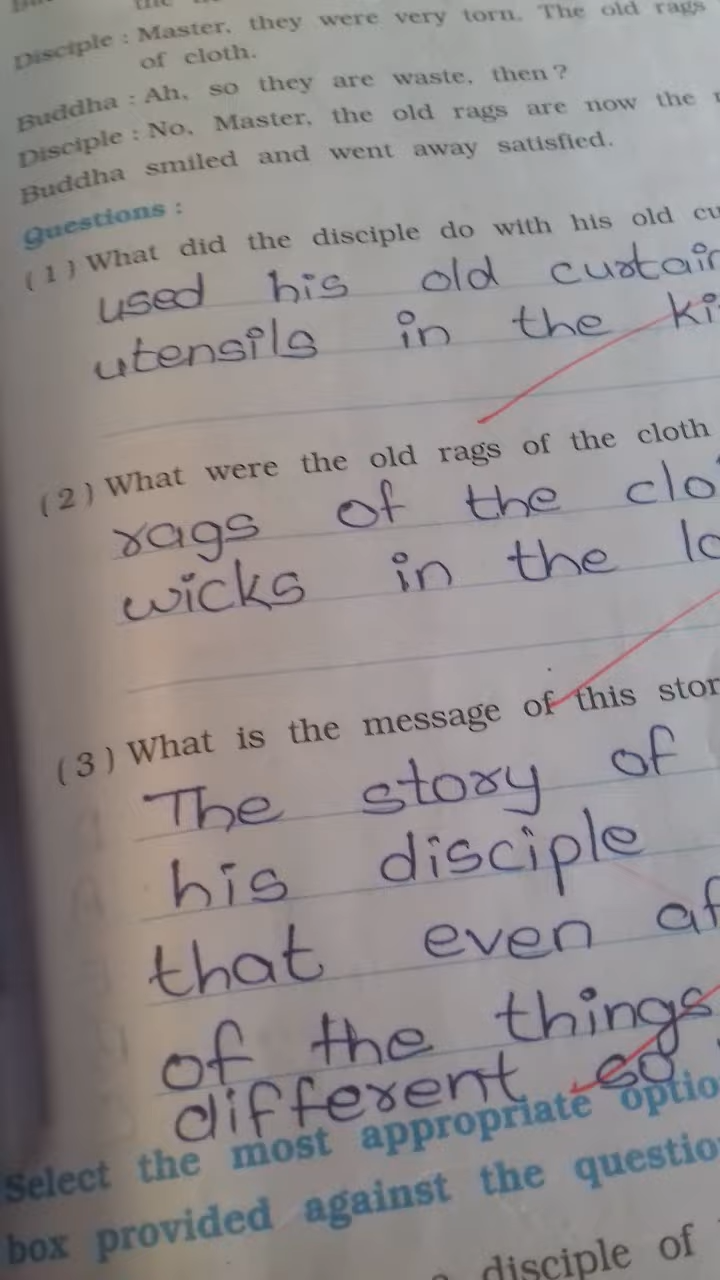 Disciple : Master, they were very torn. The old rags
of cloth.
Buddha : Ah, so they are waste, then ?
Disciple : No, Master, the old rags are now the
Buddha smiled and went away satisfied.
Questions :
(1) What did the disciple do with his old cu
used his old curtain
utensils in the ki
(2) What were the old rags of the cloth
rags of the clo
wicks in the la
(3) What is the message of this stor
The story of
his disciple
that even af
of the things
different so
Select the most appropriate optio
box provided against the questio
disciple of